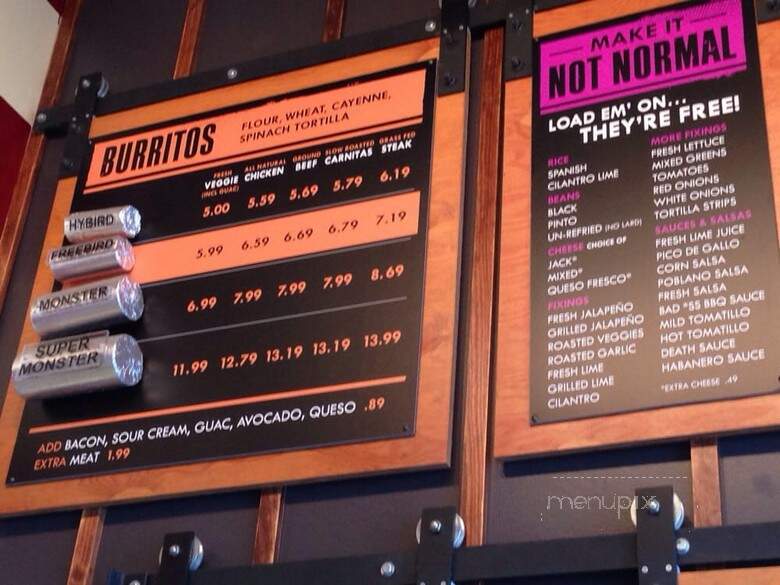 BURRITOS
FLOUR, WHEAT, CAYENNE,
SPINACH TORTILLA
FRESH VEGGIE (INCL GUAC) ALL NATURAL CHICKEN GROUND BEEF SLOW ROASTED CARNITAS GRASS FED STEAK
HYBIRD 5.00 5.59 5.69 5.79 6.19
FREEBIRD 5.99 6.59 6.69 6.79 7.19
MONSTER 6.99 7.99 7.99 7.99 8.69
SUPER
MONSTER 11.99 12.79 13.19 13.19 13.99
ADD BACON, SOUR CREAM, GUAC, AVOCADO, QUESO .89
EXTRA MEAT 1.99
MAKE IT
NOT NORMAL
LOAD EM' ON...
THEY'RE FREE!
RICE
SPANISH
CILANTRO LIME
BEANS
BLACK
PINTO
UN-REFRIED (NO LARD)
CHEESE CHOICE OF
JACK*
MIXED*
QUESO FRESCO*
FIXINGS
FRESH JALAPEÑO
GRILLED JALAPEÑO
ROASTED VEGGIES
ROASTED GARLIC
FRESH LIME
GRILLED LIME
CILANTRO
MORE FIXINGS
FRESH LETTUCE
MIXED GREENS
TOMATOES
RED ONIONS
WHITE ONIONS
TORTILLA STRIPS
SAUCES & SALSAS
FRESH LIME JUICE
PICO DE GALLO
CORN SALSA
POBLANO SALSA
FRESH SALSA
BAD *SS BBQ SAUCE
MILD TOMATILLO
HOT TOMATILLO
DEATH SAUCE
HABANERO SAUCE
*EXTRA CHEESE .49
menupix